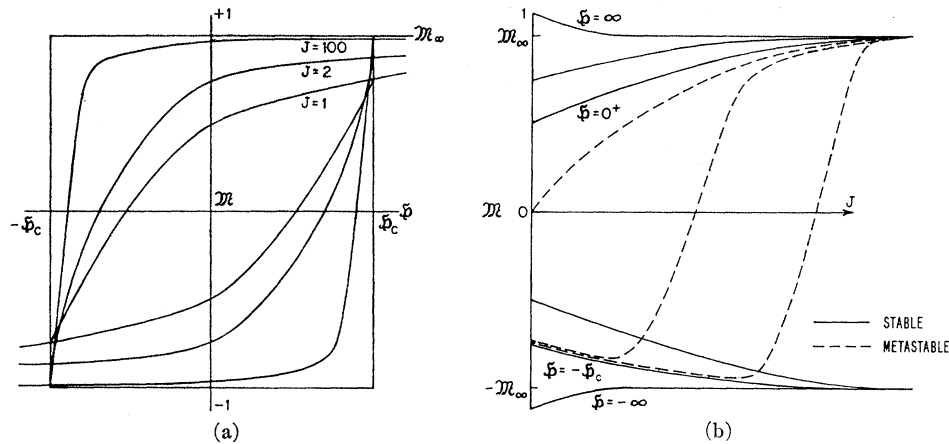 +1
𝔐∞
J=100
J=2
J=1
𝔐
-ℌc
ℌc ℌ
-1
(a)
1
ℌ=∞
𝔐∞
ℌ=0⁺
𝔐 0
J
STABLE
METASTABLE
ℌ=-ℌc
-𝔐∞
ℌ=-∞
(b)